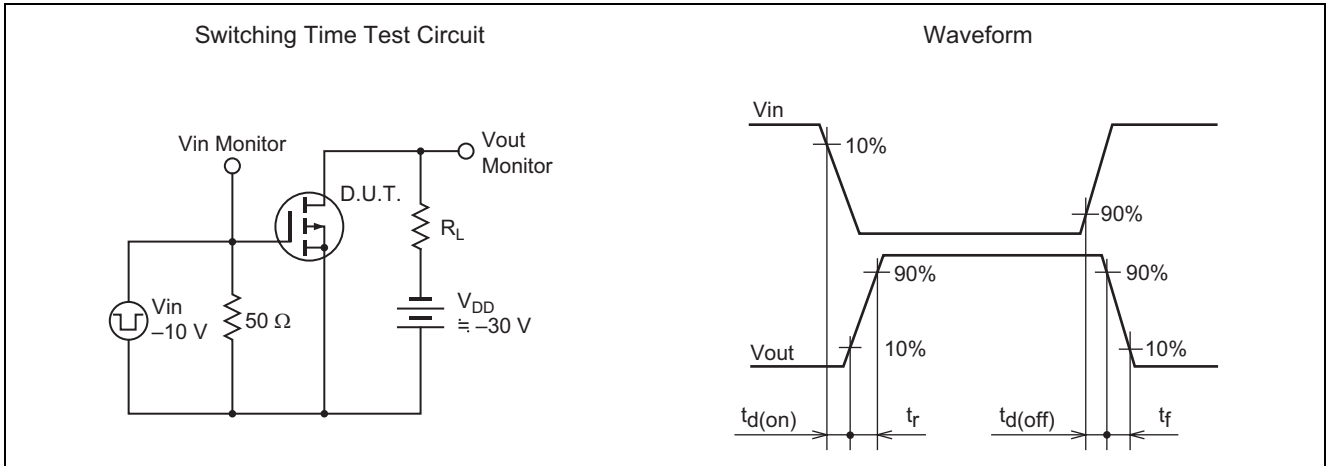 Switching Time Test Circuit
Vin Monitor
Vout
Monitor
D.U.T.
RL
Vin
–10 V
50 Ω
VDD
≒ –30 V
Waveform
Vin
10%
90%
90%
90%
Vout
10%
10%
td(on)
tr
td(off)
tf